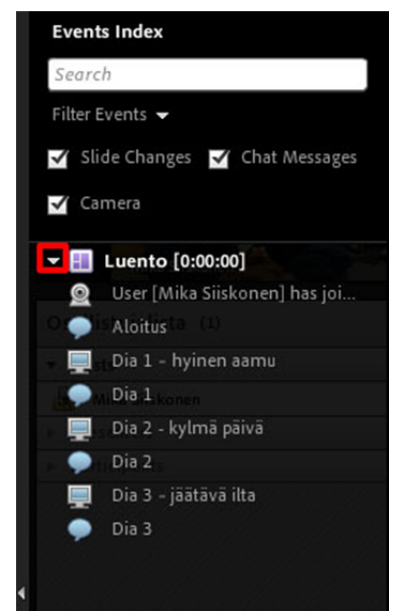 Events Index
Search
Filter Events
Slide Changes Chat Messages
Camera
Luento [0:00:00]
User [Mika Siiskonen] has joi...
Aloitus
Dia 1 - hyinen aamu
Dia 1
Dia 2 - kylmä päivä
Dia 2
Dia 3 - jäätävä ilta
Dia 3